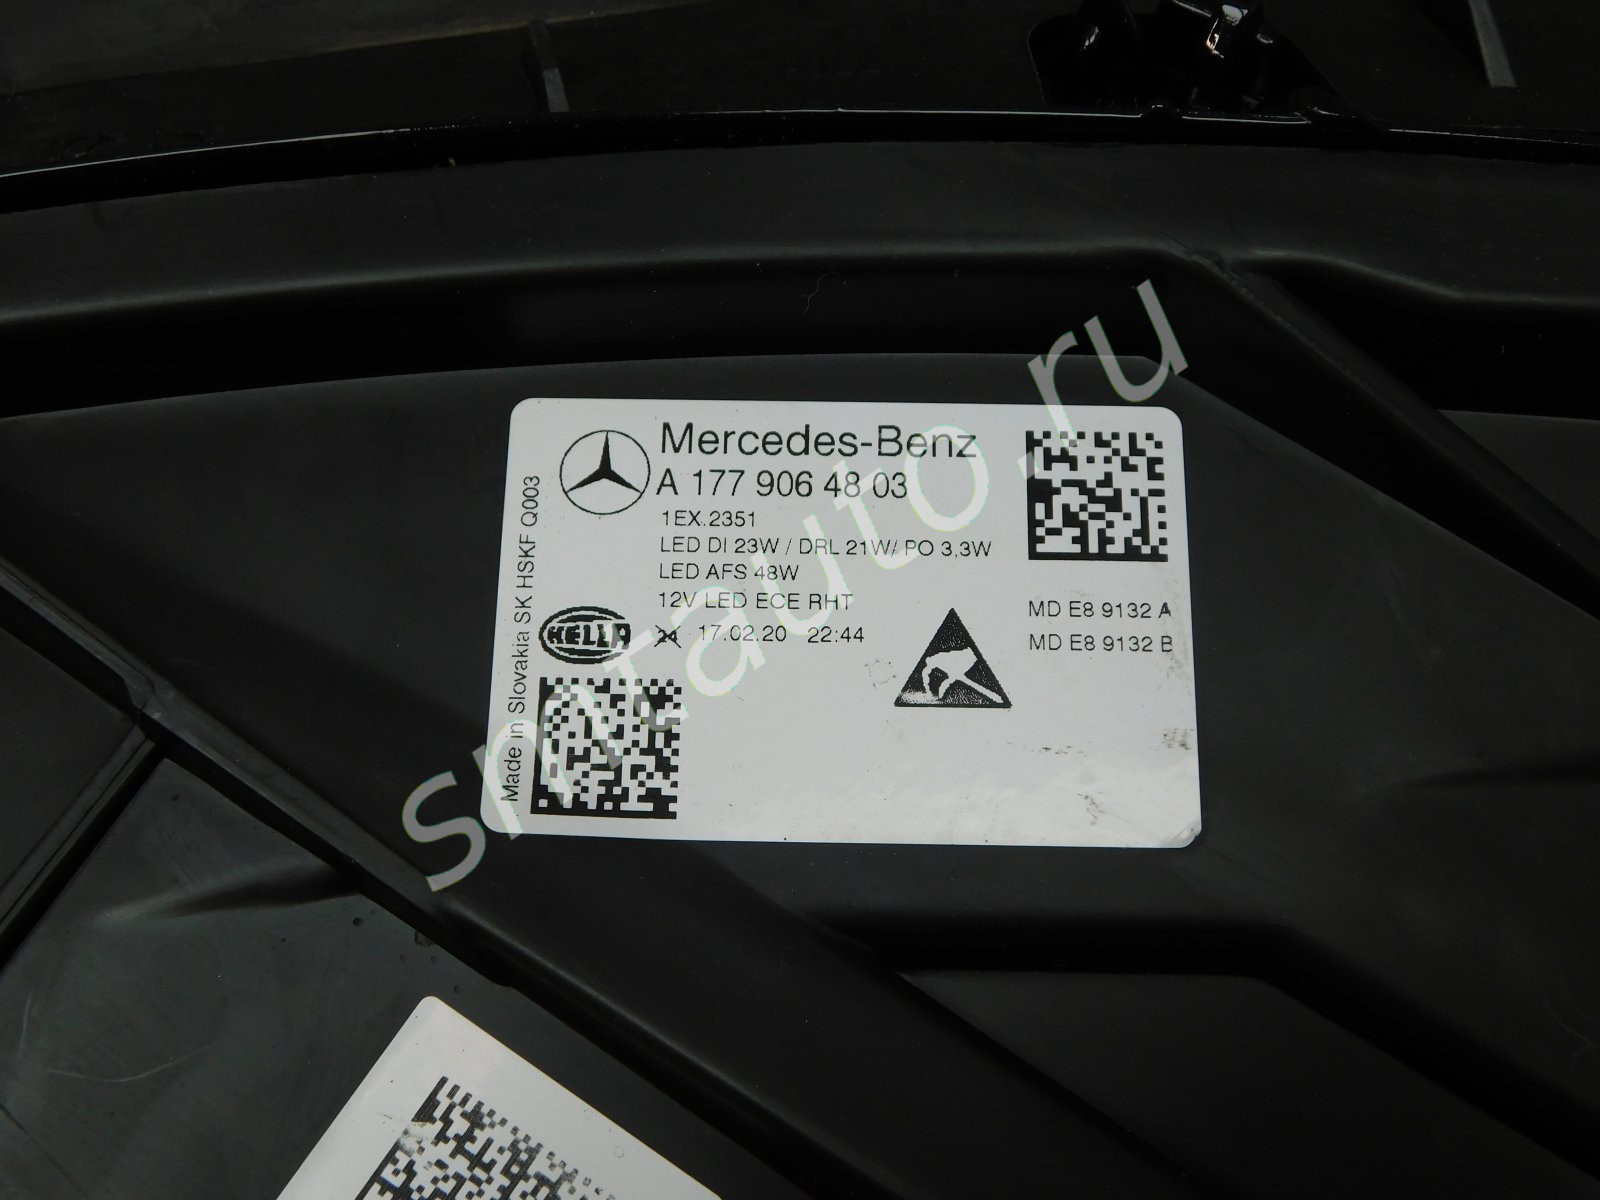 Mercedes-Benz
A 177 906 48 03
1EX.2351
LED DI 23W / DRL 21W/ PO 3,3W
LED AFS 48W
12V LED ECE RHT
HELLA
24 17.02.20 22:44
MD E8 9132 A
MD E8 9132 B
Made in Slovakia SK HSKF Q003
smtauto.ru